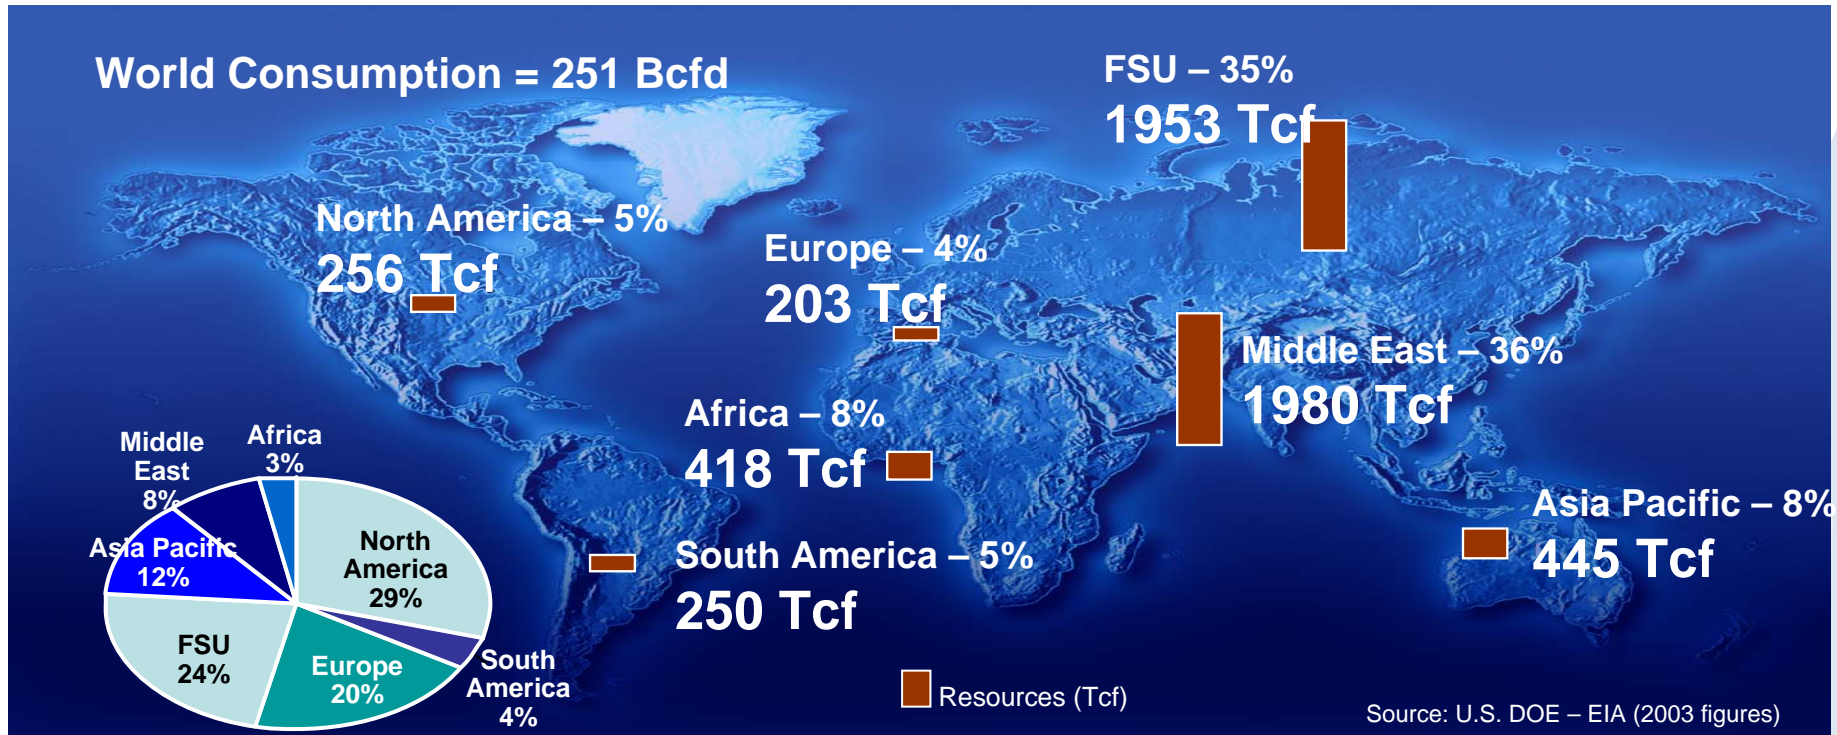 World Consumption = 251 Bcfd
FSU – 35%
1953 Tcf
North America – 5%
256 Tcf
Europe – 4%
203 Tcf
Middle East – 36%
1980 Tcf
Africa – 8%
418 Tcf
Asia Pacific – 8%
445 Tcf
South America – 5%
250 Tcf
Middle
East
8%
Africa
3%
Asia Pacific
12%
North
America
29%
FSU
24%
Europe
20%
South
America
4%
Resources (Tcf)
Source: U.S. DOE – EIA (2003 figures)